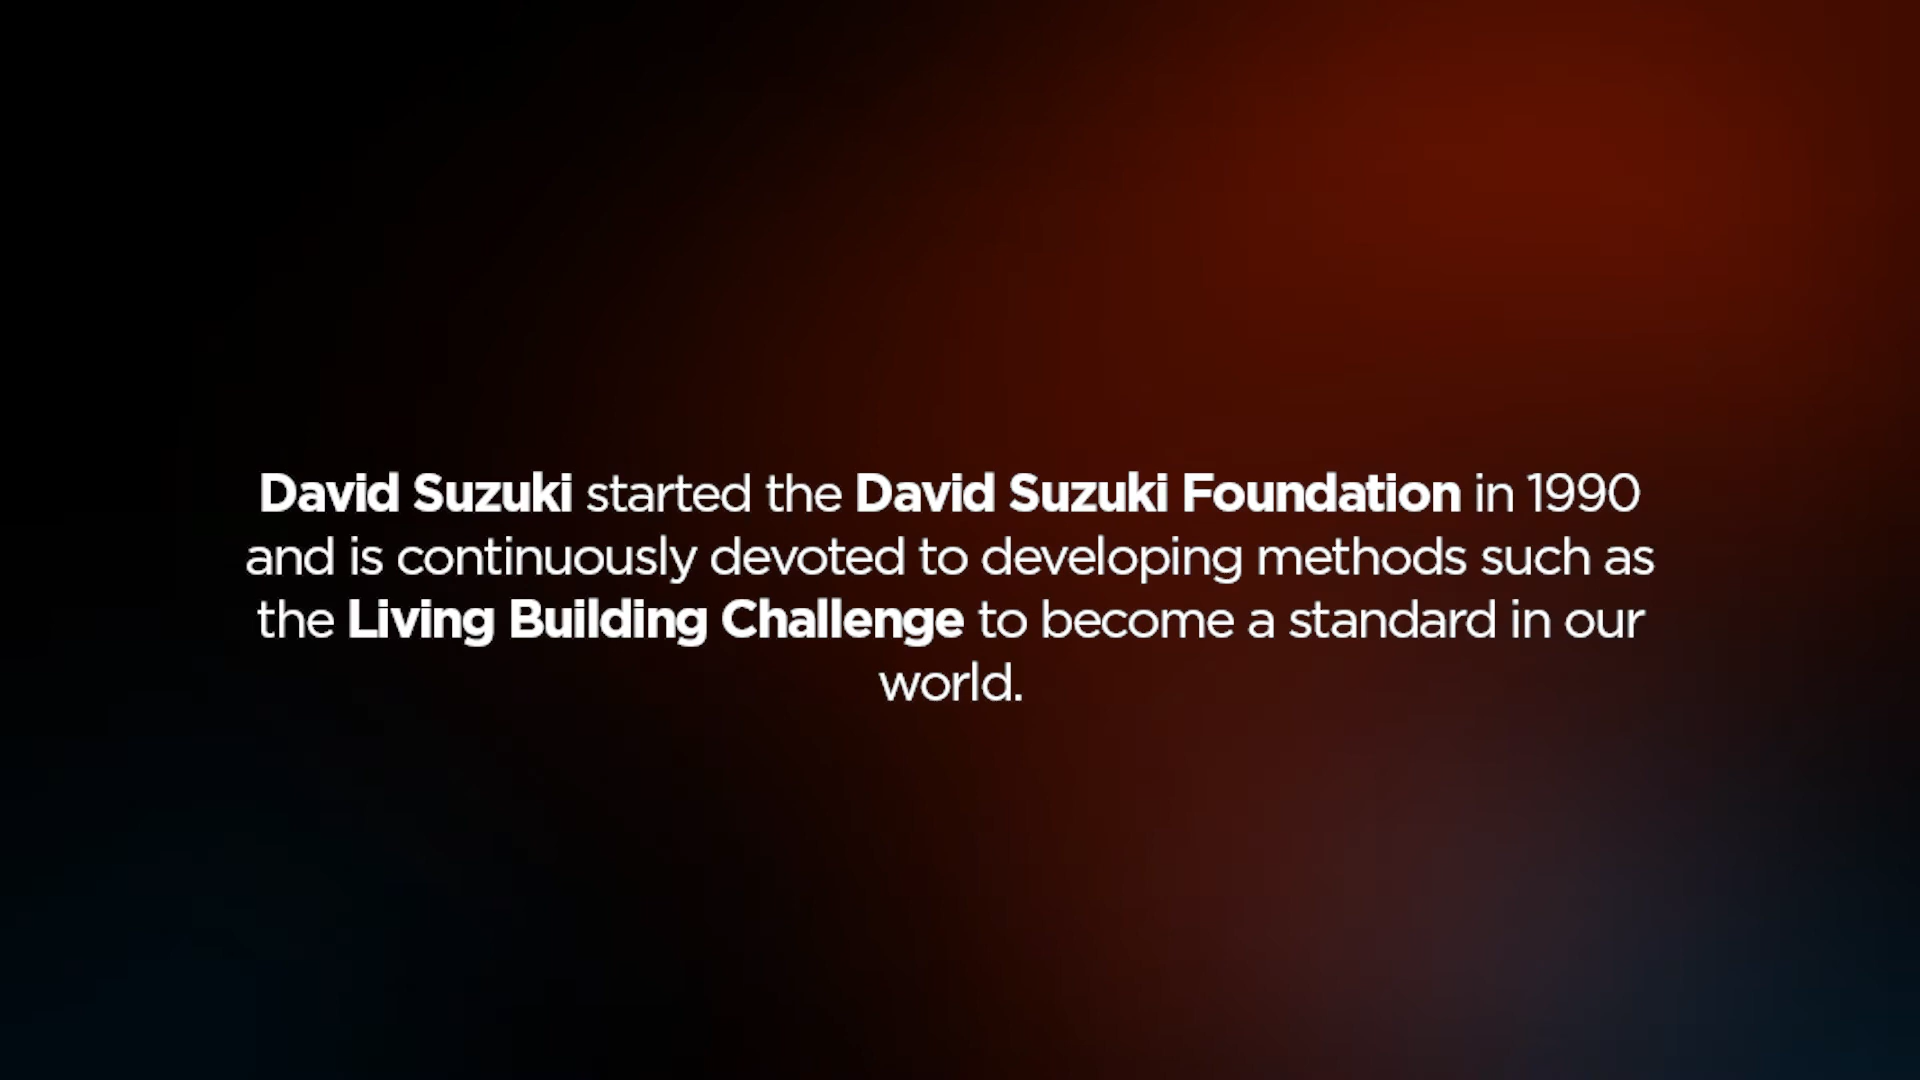 David Suzuki started the David Suzuki Foundation in 1990
and is continuously devoted to developing methods such as
the Living Building Challenge to become a standard in our
world.